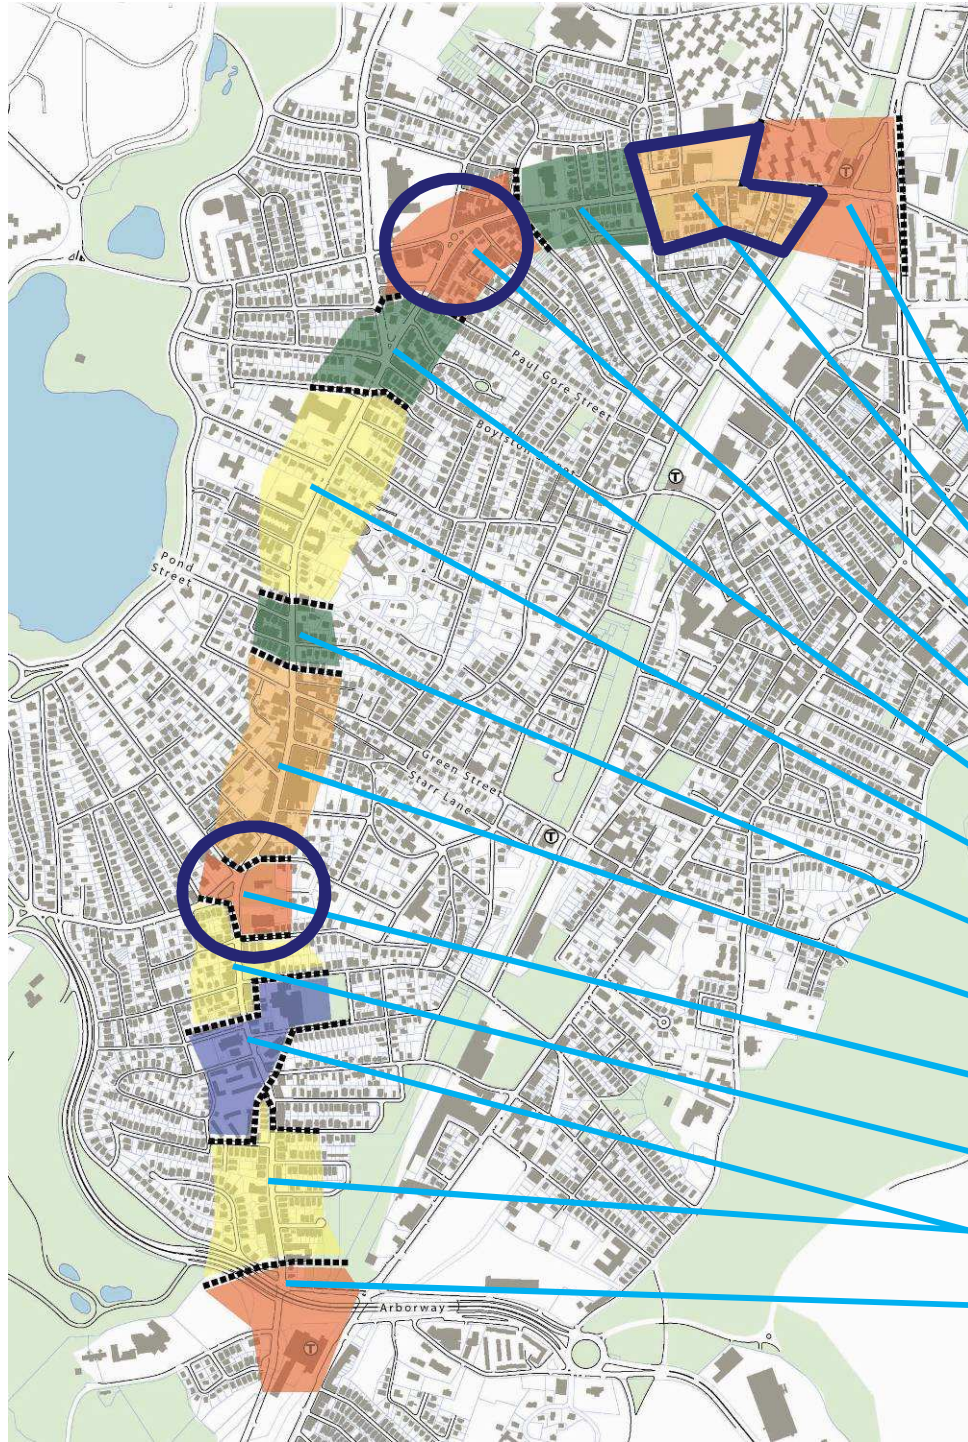 T
Paul Gore Street
Boylston Street
T
Pond
Street
Green Street
Starr Lane
T
Arborway
T